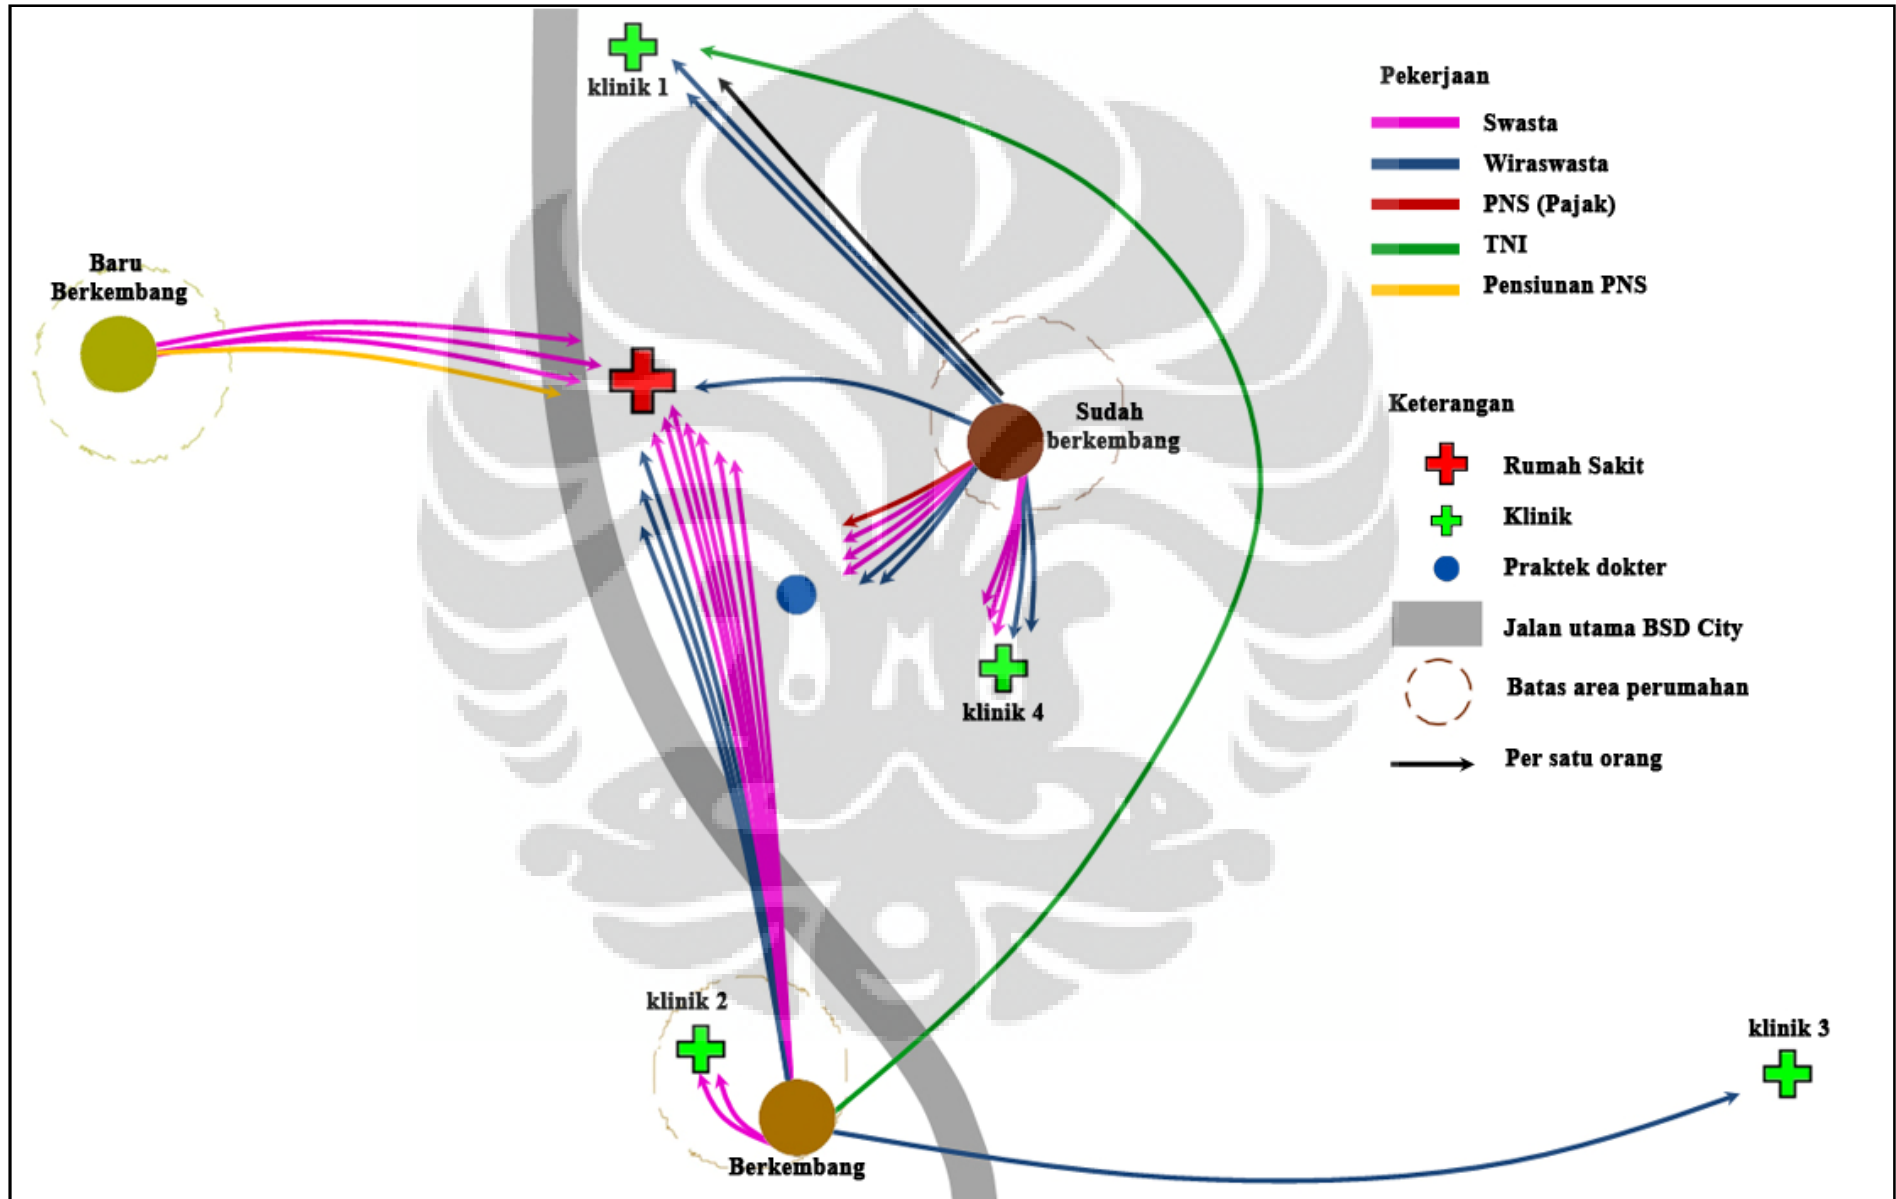 klinik 1
Baru
Berkembang
Sudah
berkembang
klinik 4
klinik 2
Berkembang
klinik 3
Pekerjaan
Swasta
Wiraswasta
PNS (Pajak)
TNI
Pensiunan PNS
Keterangan
Rumah Sakit
Klinik
Praktek dokter
Jalan utama BSD City
Batas area perumahan
Per satu orang